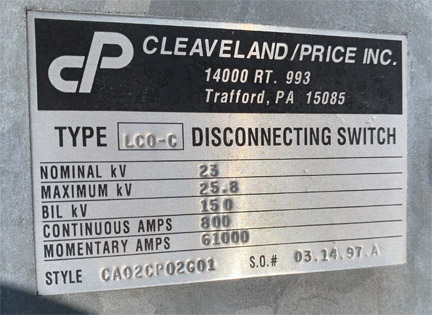 CP CLEAVELAND/PRICE INC.
14000 RT. 993
Trafford, PA 15085
TYPE LCO-C DISCONNECTING SWITCH
NOMINAL kV 23
MAXIMUM kV 25.8
BIL kV 150
CONTINUOUS AMPS 800
MOMENTARY AMPS 61000
STYLE CA02CP02G01 S.O.# 03.14.97.A